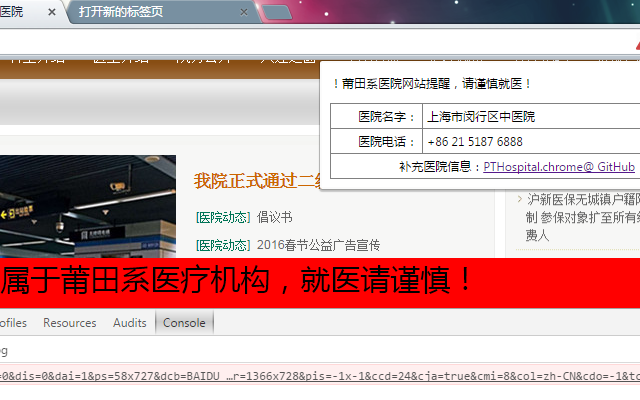 医院
打开新的标签页
！莆田系医院网站提醒，请谨慎就医！
医院名字：
上海市闵行区中医院
医院电话：
+86 21 5187 6888
补充医院信息：PTHospital.chrome@ GitHub
我院正式通过二
[医院动态] 倡议书
[医院动态] 2016春节公益广告宣传
沪新医保无城镇户籍
制 参保对象扩至所有
费人
属于莆田系医疗机构，就医请谨慎！
ofiles
Resources
Audits
Console
og
=0&dis=0&dai=1&ps=58x727&dcb=BAIDU_…r=1366x728&pis=-1x-1&ccd=24&cja=true&cmi=8&col=zh-CN&cdo=-1&tc